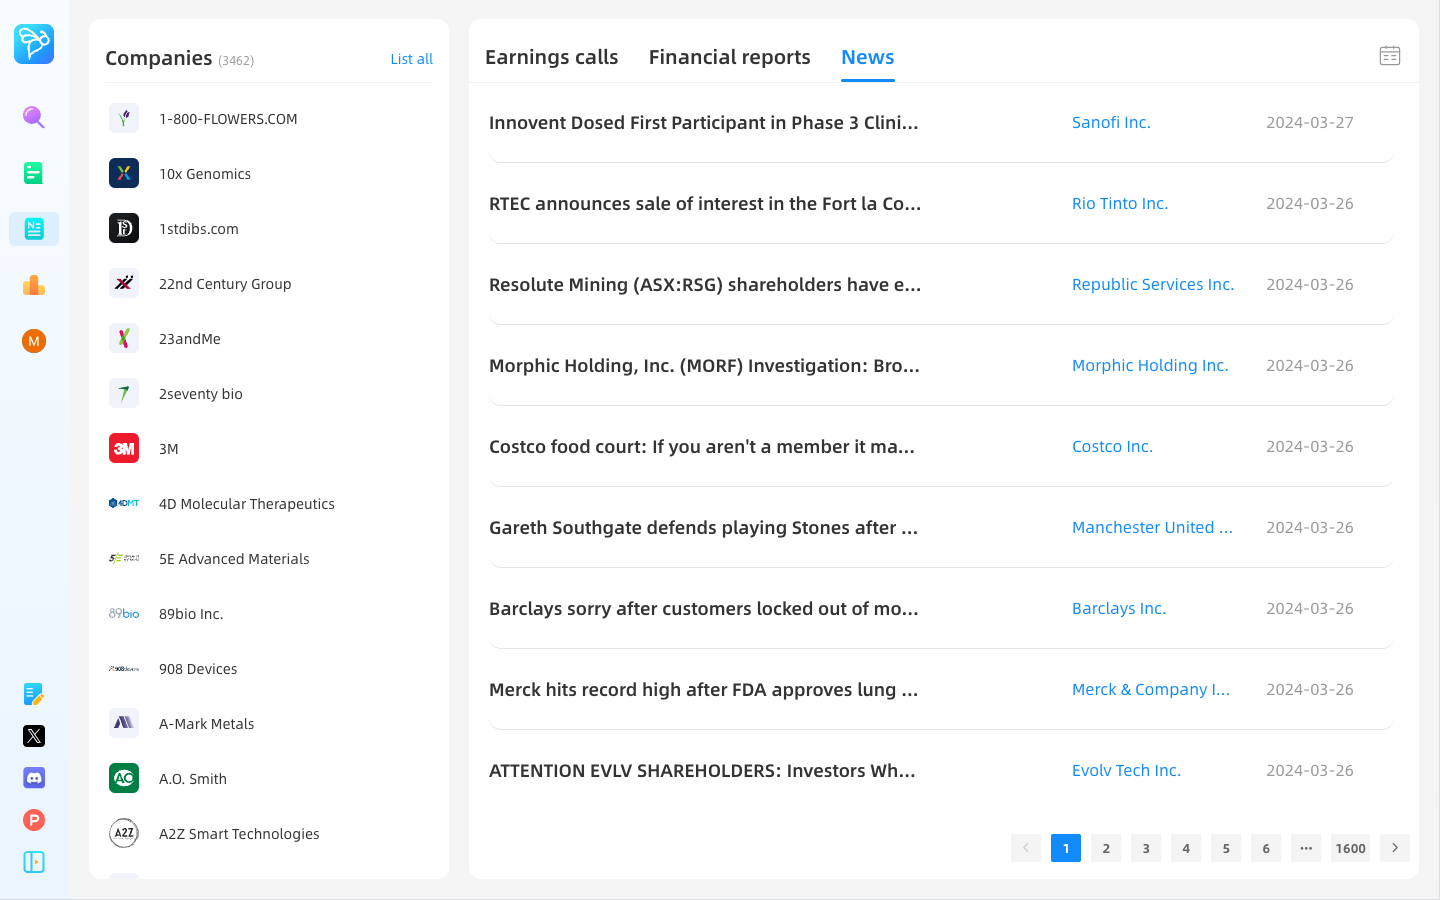 Companies (3462) List all
1-800-FLOWERS.COM
10x Genomics
1stdibs.com
22nd Century Group
23andMe
2seventy bio
3M
3M
4DMT
4D Molecular Therapeutics
5E Advanced Materials
89bio
89bio Inc.
908 Devices
A-Mark Metals
A.O. Smith
A2Z
A2Z Smart Technologies
M
Earnings calls Financial reports News
Innovent Dosed First Participant in Phase 3 Clini... Sanofi Inc. 2024-03-27
RTEC announces sale of interest in the Fort la Co... Rio Tinto Inc. 2024-03-26
Resolute Mining (ASX:RSG) shareholders have e... Republic Services Inc. 2024-03-26
Morphic Holding, Inc. (MORF) Investigation: Bro... Morphic Holding Inc. 2024-03-26
Costco food court: If you aren't a member it ma... Costco Inc. 2024-03-26
Gareth Southgate defends playing Stones after ... Manchester United ... 2024-03-26
Barclays sorry after customers locked out of mo... Barclays Inc. 2024-03-26
Merck hits record high after FDA approves lung ... Merck & Company I... 2024-03-26
ATTENTION EVLV SHAREHOLDERS: Investors Wh... Evolv Tech Inc. 2024-03-26
1 2 3 4 5 6 ··· 1600